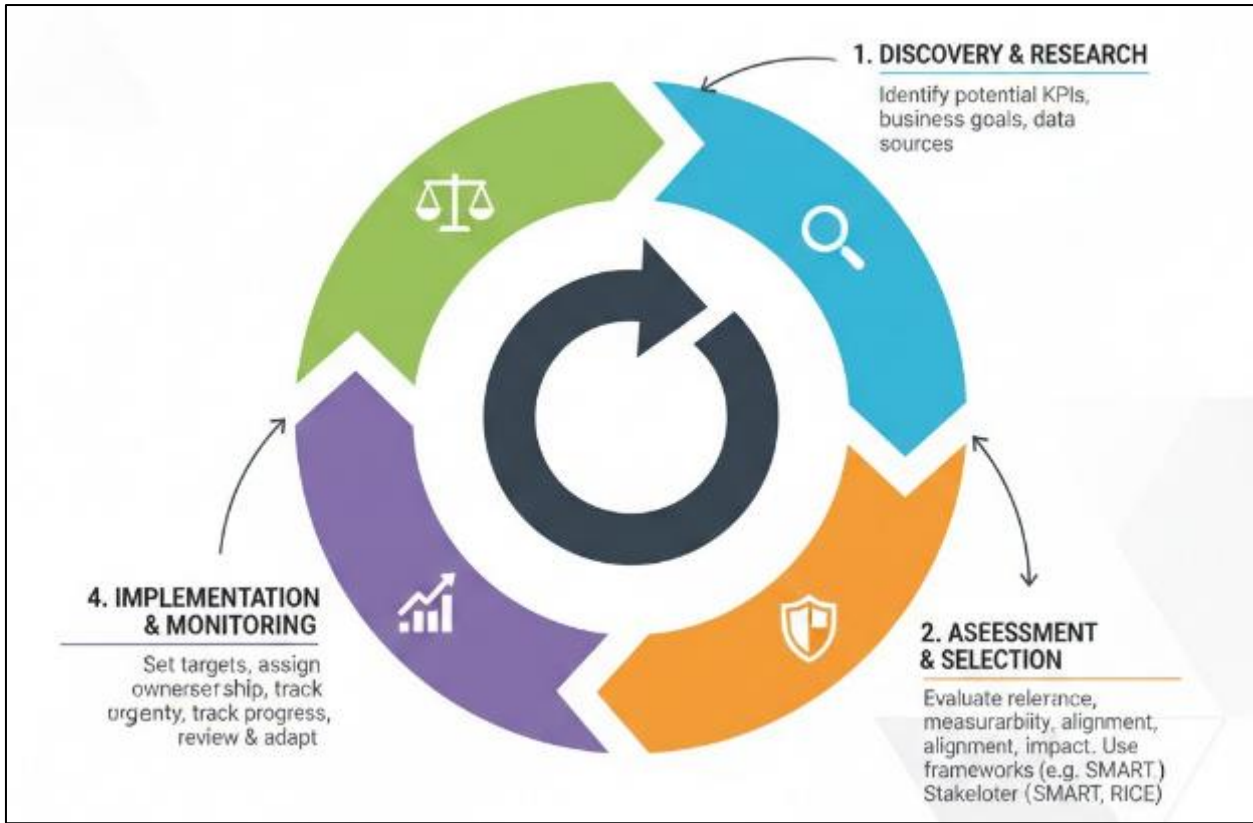 1. DISCOVERY & RESEARCH
Identify potential KPIs,
business goals, data
sources
2. ASEESSMENT
& SELECTION
Evaluate relerance,
measurarbiity, alignment,
alignment, impact. Use
frameworks (e.g. SMART.)
Stakeloter (SMART, RICE)
4. IMPLEMENTATION
& MONITORING
Set targets, assign
ownersership, track
urgenty, track progress,
review & adapt